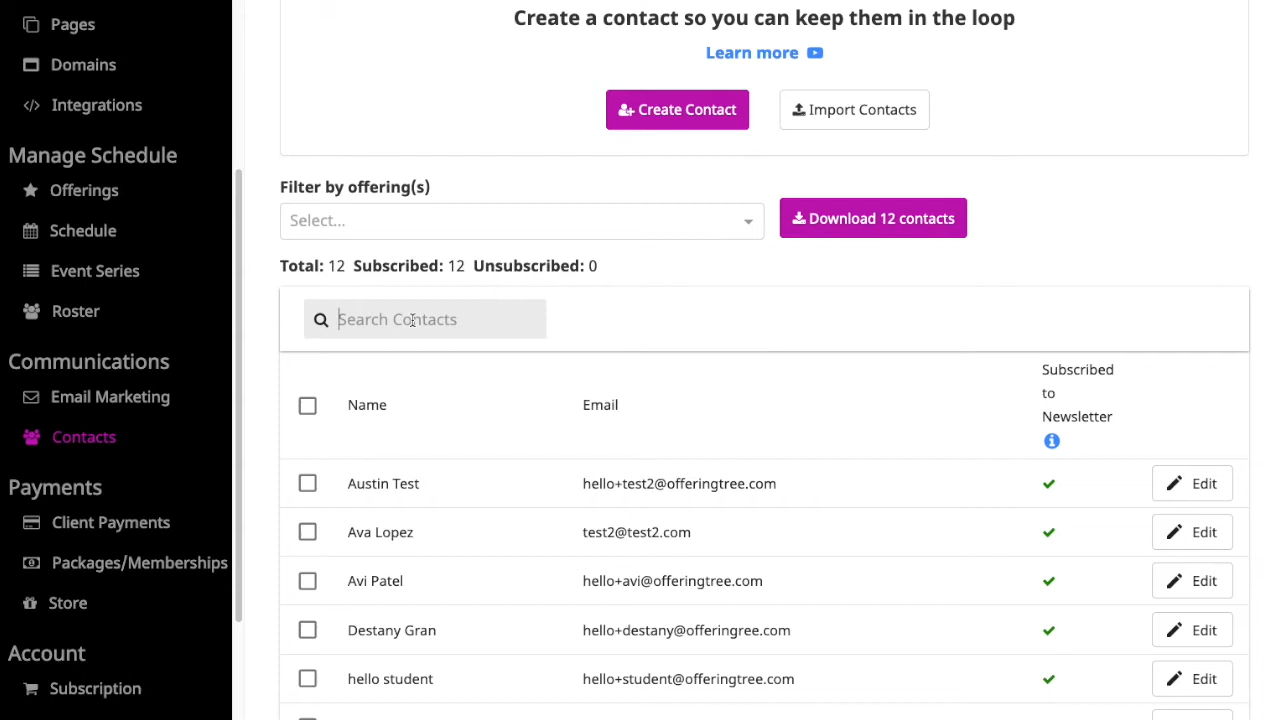 Pages
Domains
Integrations
Manage Schedule
Offerings
Schedule
Event Series
Roster
Communications
Email Marketing
Contacts
Payments
Client Payments
Packages/Memberships
Store
Account
Subscription
Create a contact so you can keep them in the loop
Learn more
Create Contact
Import Contacts
Filter by offering(s)
Select...
Download 12 contacts
Total: 12 Subscribed: 12 Unsubscribed: 0
Search Contacts
Name
Email
Subscribed
to
Newsletter
Austin Test
hello+test2@offeringtree.com
Edit
Ava Lopez
test2@test2.com
Edit
Avi Patel
hello+avi@offeringtree.com
Edit
Destany Gran
hello+destany@offeringree.com
Edit
hello student
hello+student@offeringtree.com
Edit